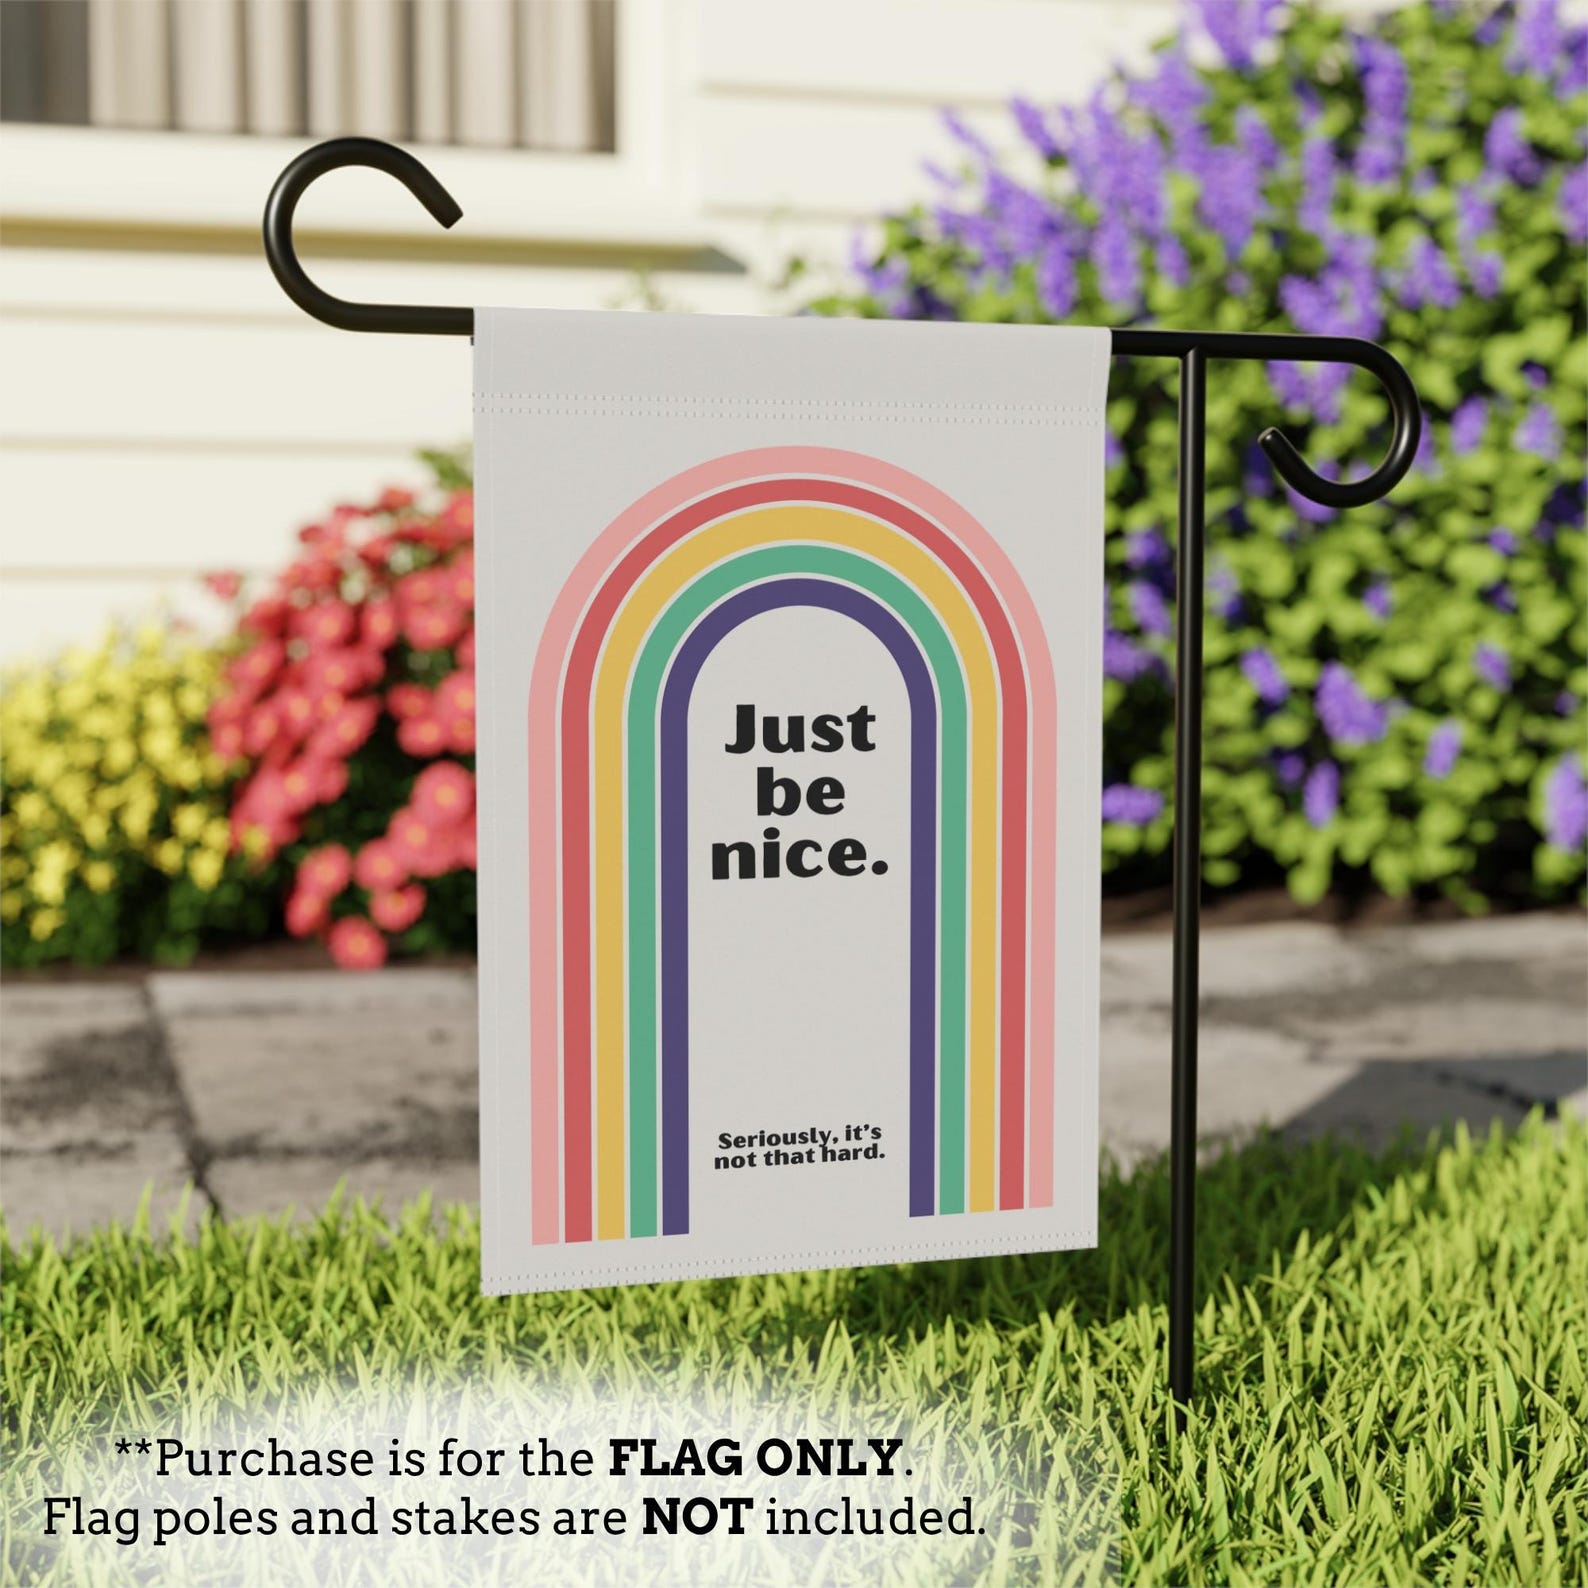 Just
be
nice.
Seriously, it's
not that hard.
**Purchase is for the FLAG ONLY.
Flag poles and stakes are NOT included.